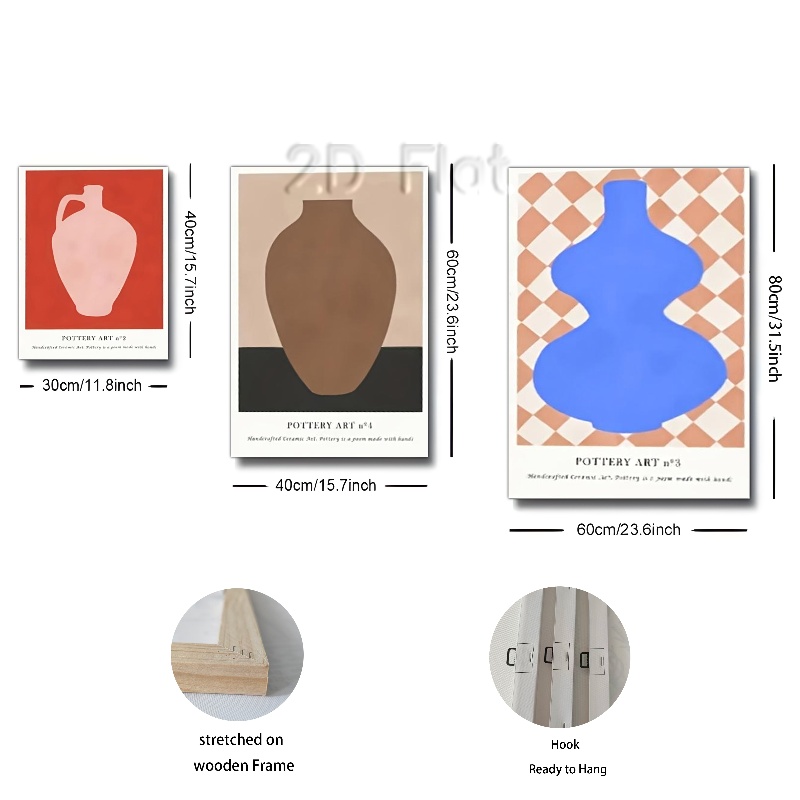 2D Flat
40cm/15.7inch
30cm/11.8inch
POTTERY ART nº2
Handcrafted Ceramic Art. Pottery is a poem made with hands
60cm/23.6inch
40cm/15.7inch
POTTERY ART nº4
Handcrafted Ceramic Art. Pottery is a poem made with hands
80cm/31.5inch
60cm/23.6inch
POTTERY ART nº3
Handcrafted Ceramic Art. Pottery is a poem made with hands
stretched on
wooden Frame
Hook
Ready to Hang